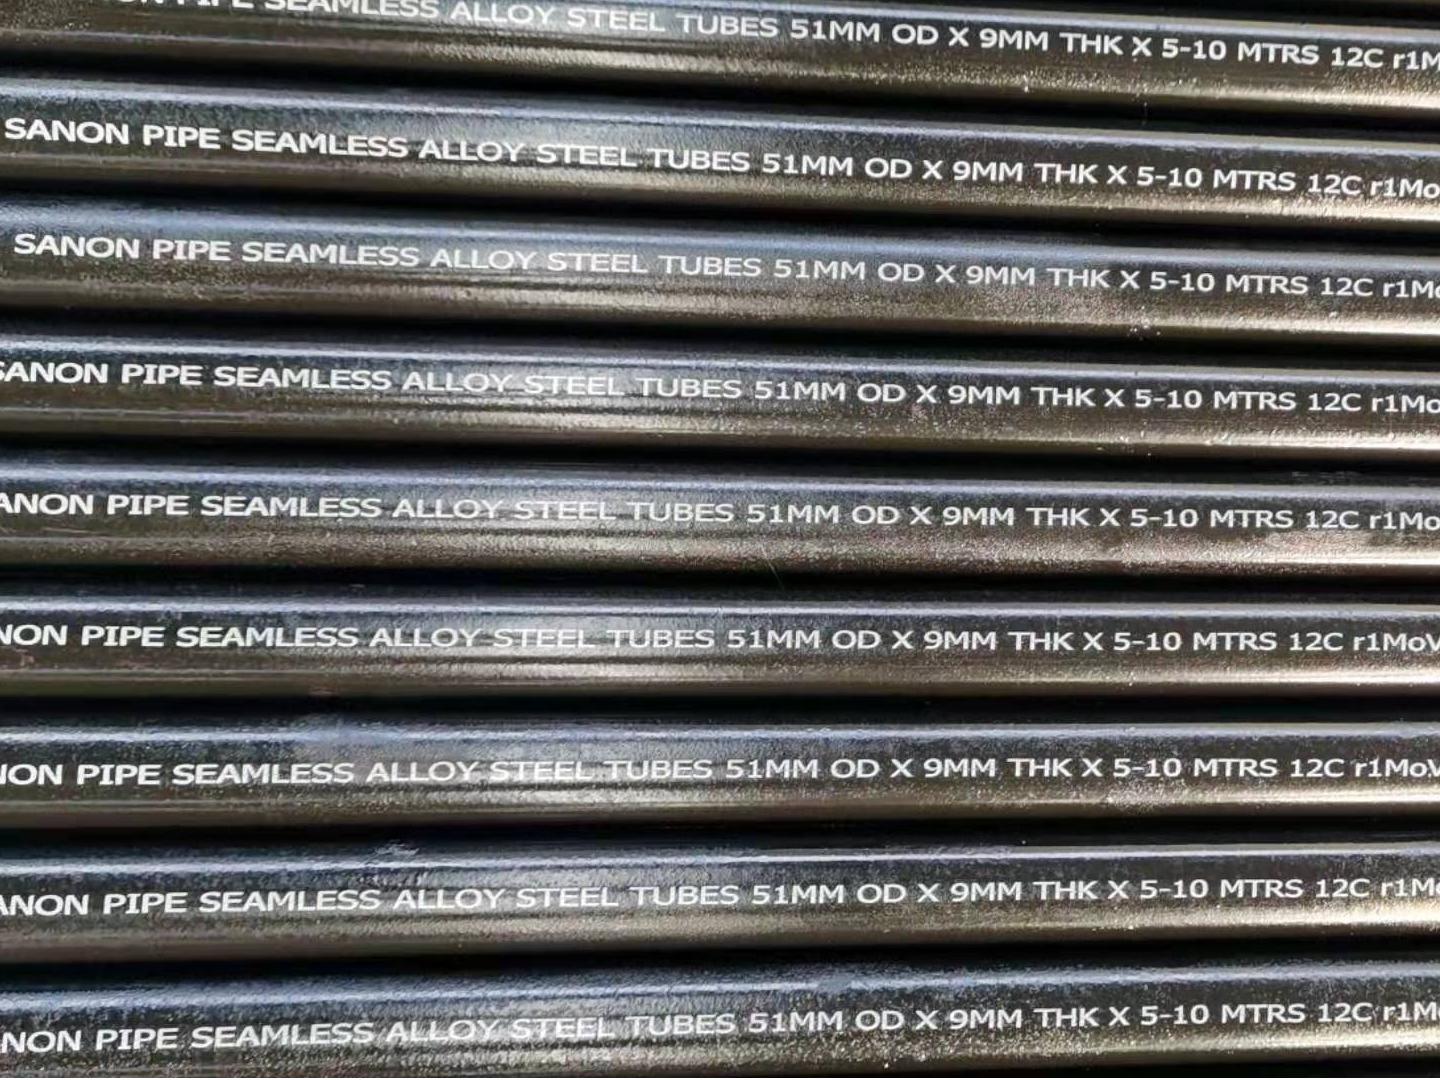 PIPE SEAMLESS ALLOY STEEL TUBES 51MM OD X 9MM THK X 5-10 MTRS 12C r1M
SANON PIPE SEAMLESS ALLOY STEEL TUBES 51MM OD X 9MM THK X 5-10 MTRS 12C r1Mo
SANON PIPE SEAMLESS ALLOY STEEL TUBES 51MM OD X 9MM THK X 5-10 MTRS 12C r1Mo
SANON PIPE SEAMLESS ALLOY STEEL TUBES 51MM OD X 9MM THK X 5-10 MTRS 12C r1Mo
ANON PIPE SEAMLESS ALLOY STEEL TUBES 51MM OD X 9MM THK X 5-10 MTRS 12C r1Mo
NON PIPE SEAMLESS ALLOY STEEL TUBES 51MM OD X 9MM THK X 5-10 MTRS 12C r1MoV
NON PIPE SEAMLESS ALLOY STEEL TUBES 51MM OD X 9MM THK X 5-10 MTRS 12C r1MoV
ANON PIPE SEAMLESS ALLOY STEEL TUBES 51MM OD X 9MM THK X 5-10 MTRS 12C r1Mo
NON PIPE SEAMLESS ALLOY STEEL TUBES 51MM OD X 9MM THK X 5-10 MTRS 12C r1Mo